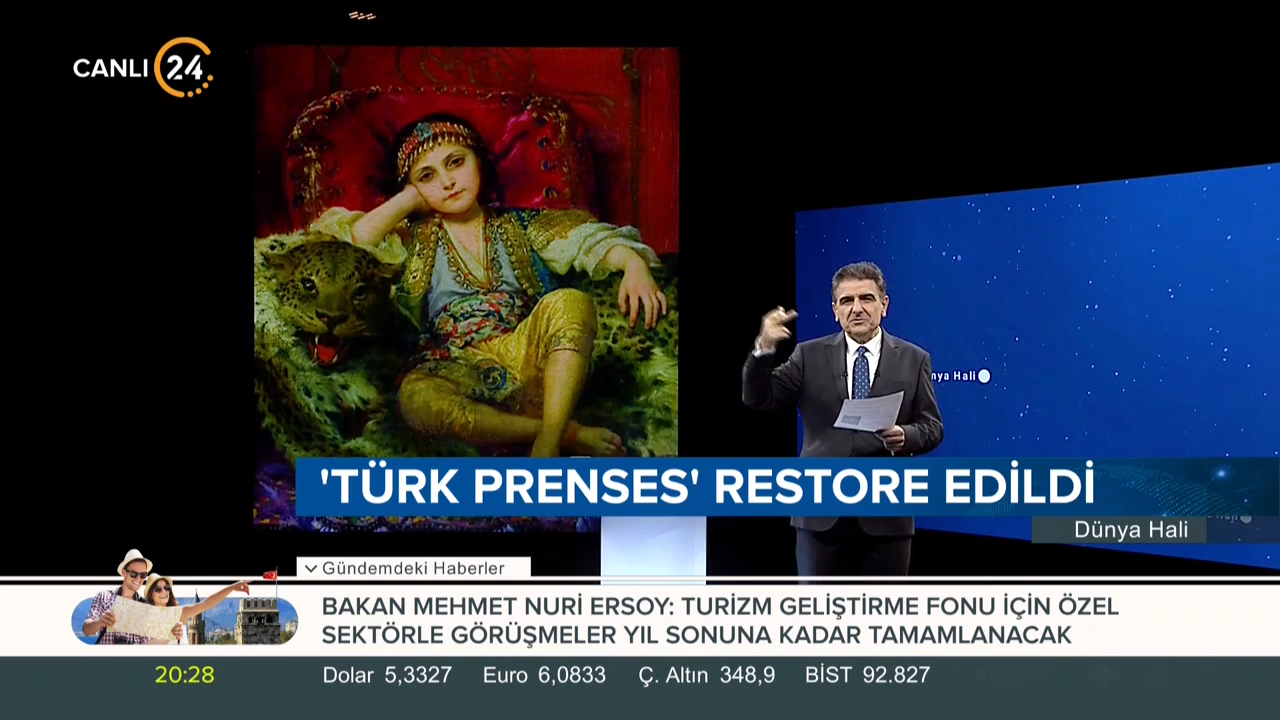 CANLI 24
nya Hali
'TÜRK PRENSES' RESTORE EDİLDİ
Dünya Hali
Gündemdeki Haberler
BAKAN MEHMET NURİ ERSOY: TURİZM GELİŞTİRME FONU İÇİN ÖZEL
SEKTÖRLE GÖRÜŞMELER YIL SONUNA KADAR TAMAMLANACAK
20:28 Dolar 5,3327 Euro 6,0833 Ç. Altın 348,9 BİST 92.827